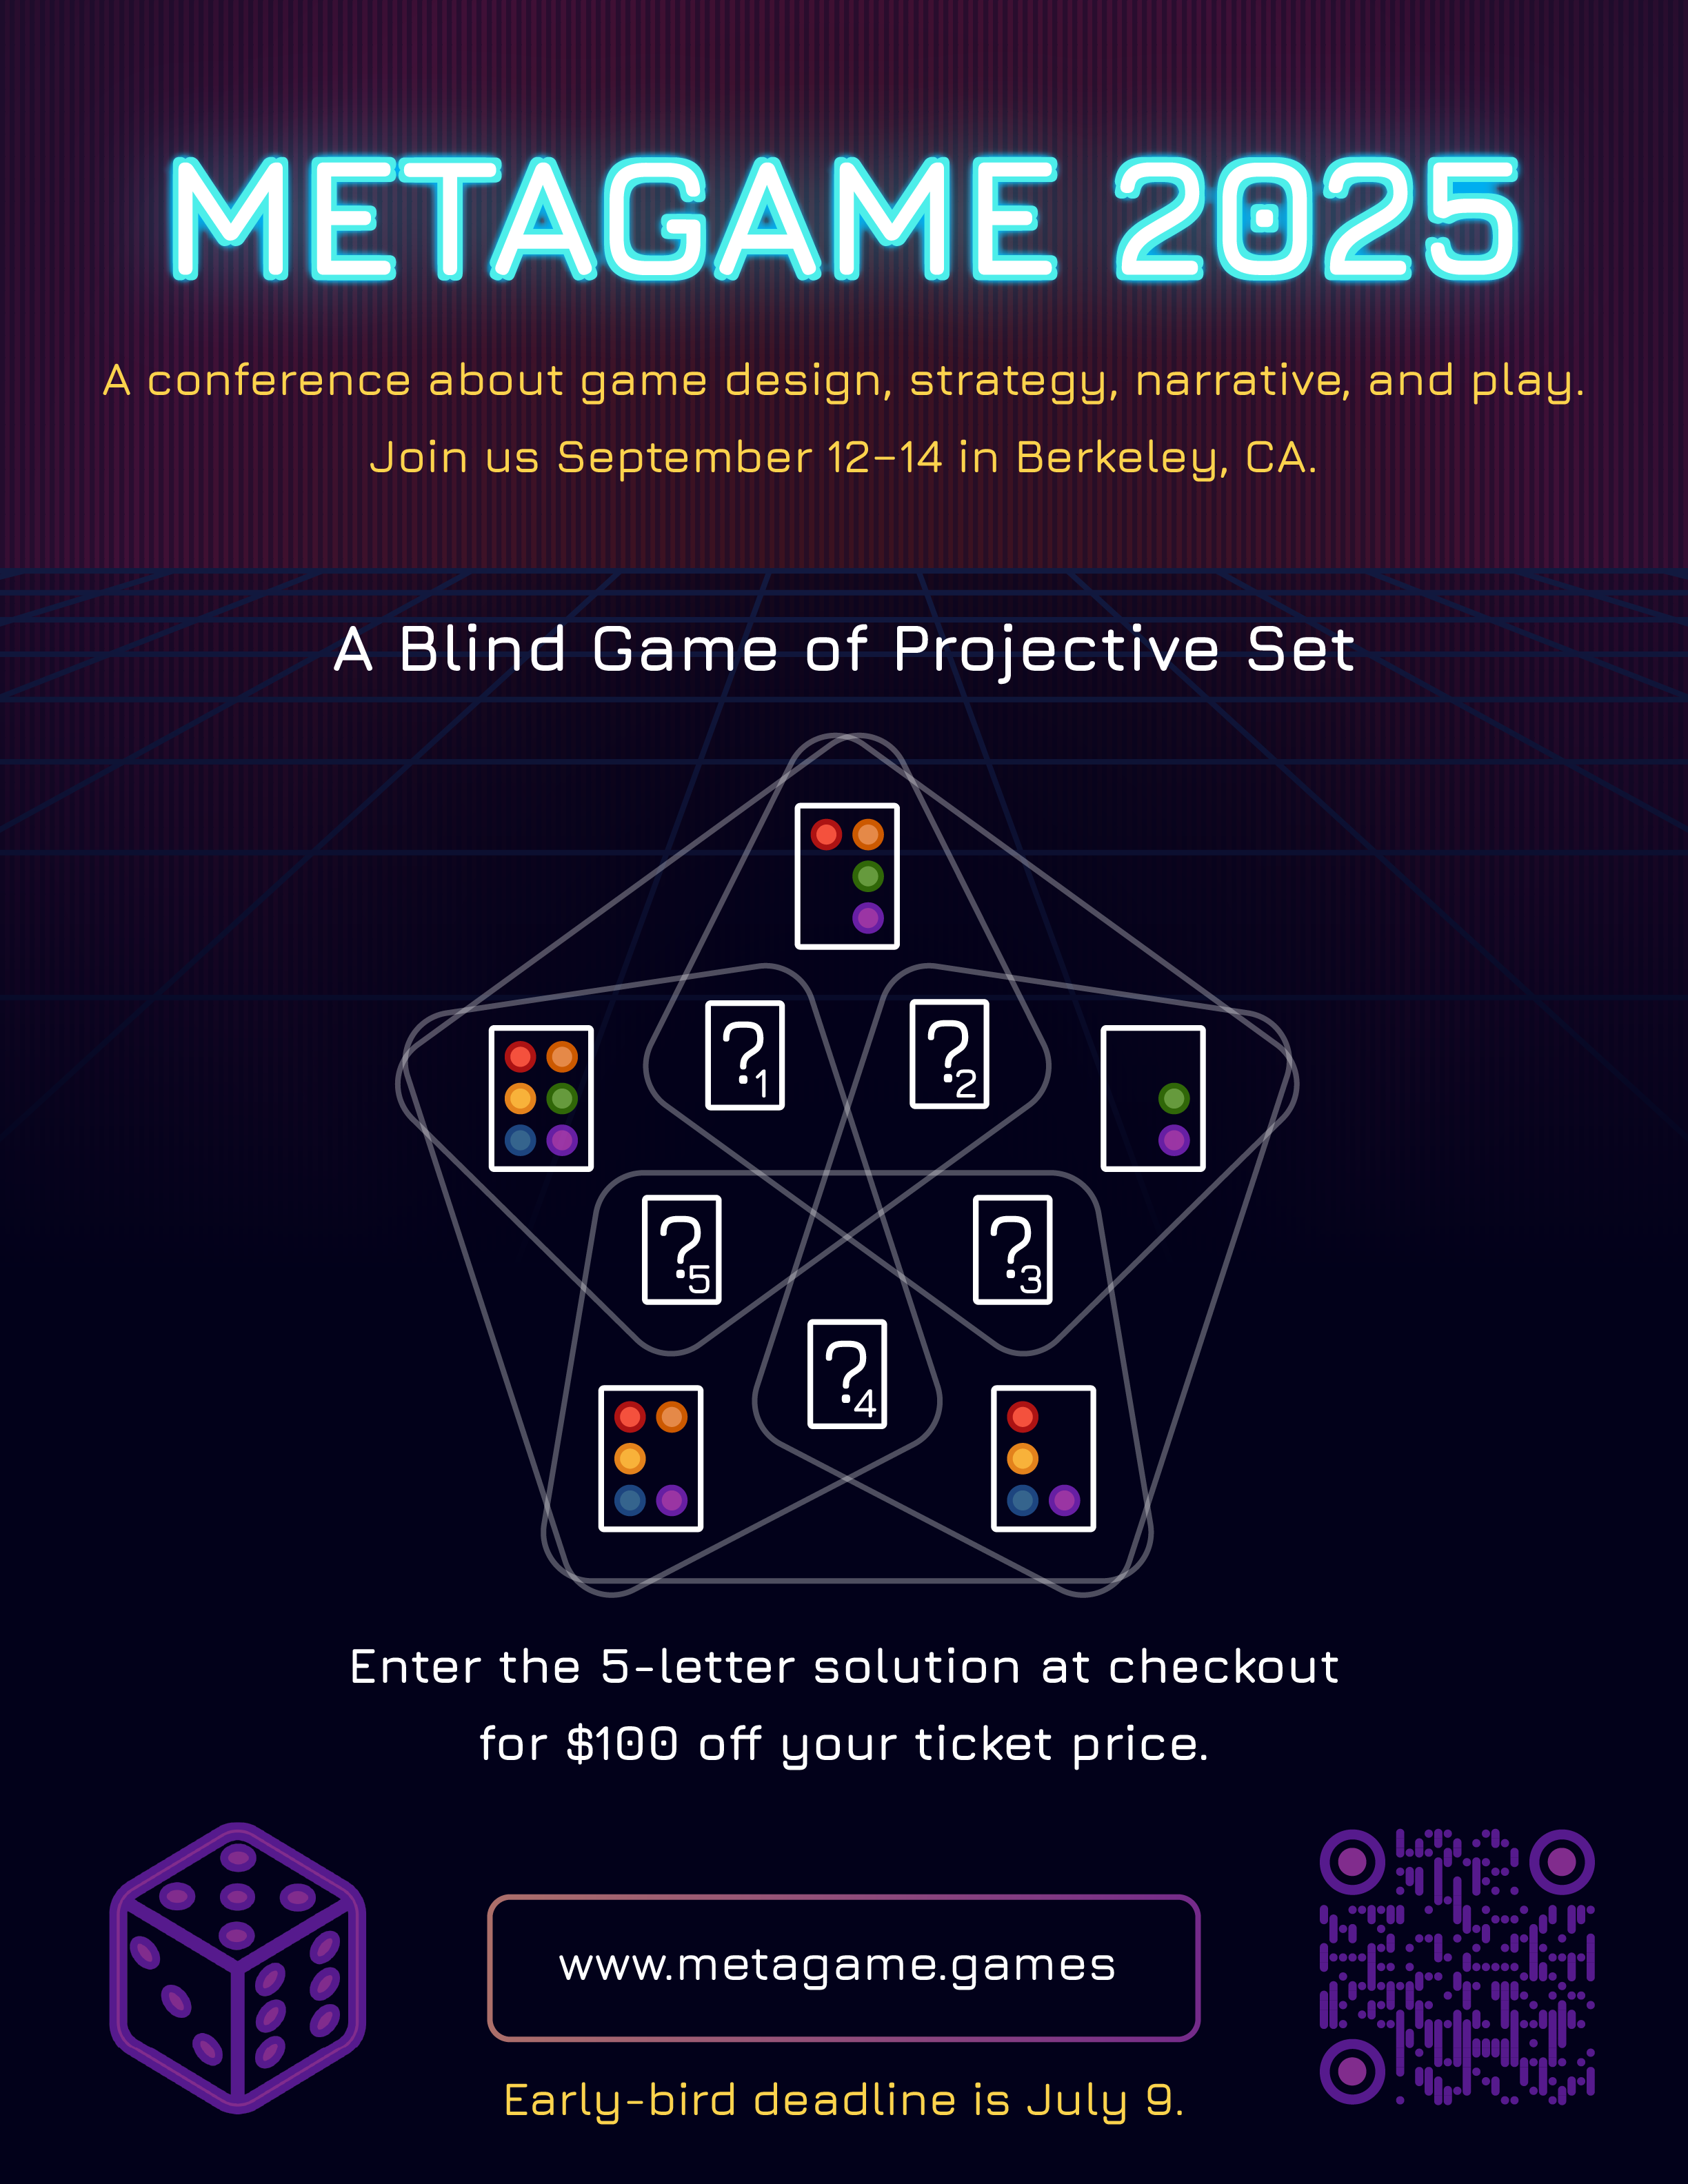 METAGAME 2025
A conference about game design, strategy, narrative, and play.
Join us September 12–14 in Berkeley, CA.
A Blind Game of Projective Set
?1
?2
?5
?3
?4
Enter the 5-letter solution at checkout
for $100 off your ticket price.
www.metagame.games
Early-bird deadline is July 9.